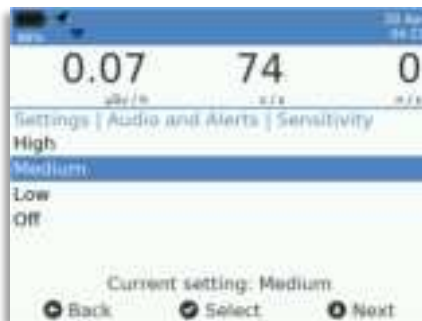 0.07 74 0
Settings | Audio and Alerts | Sensitivity
High
Medium
Low
Off
Current setting: Medium
Back Select Next